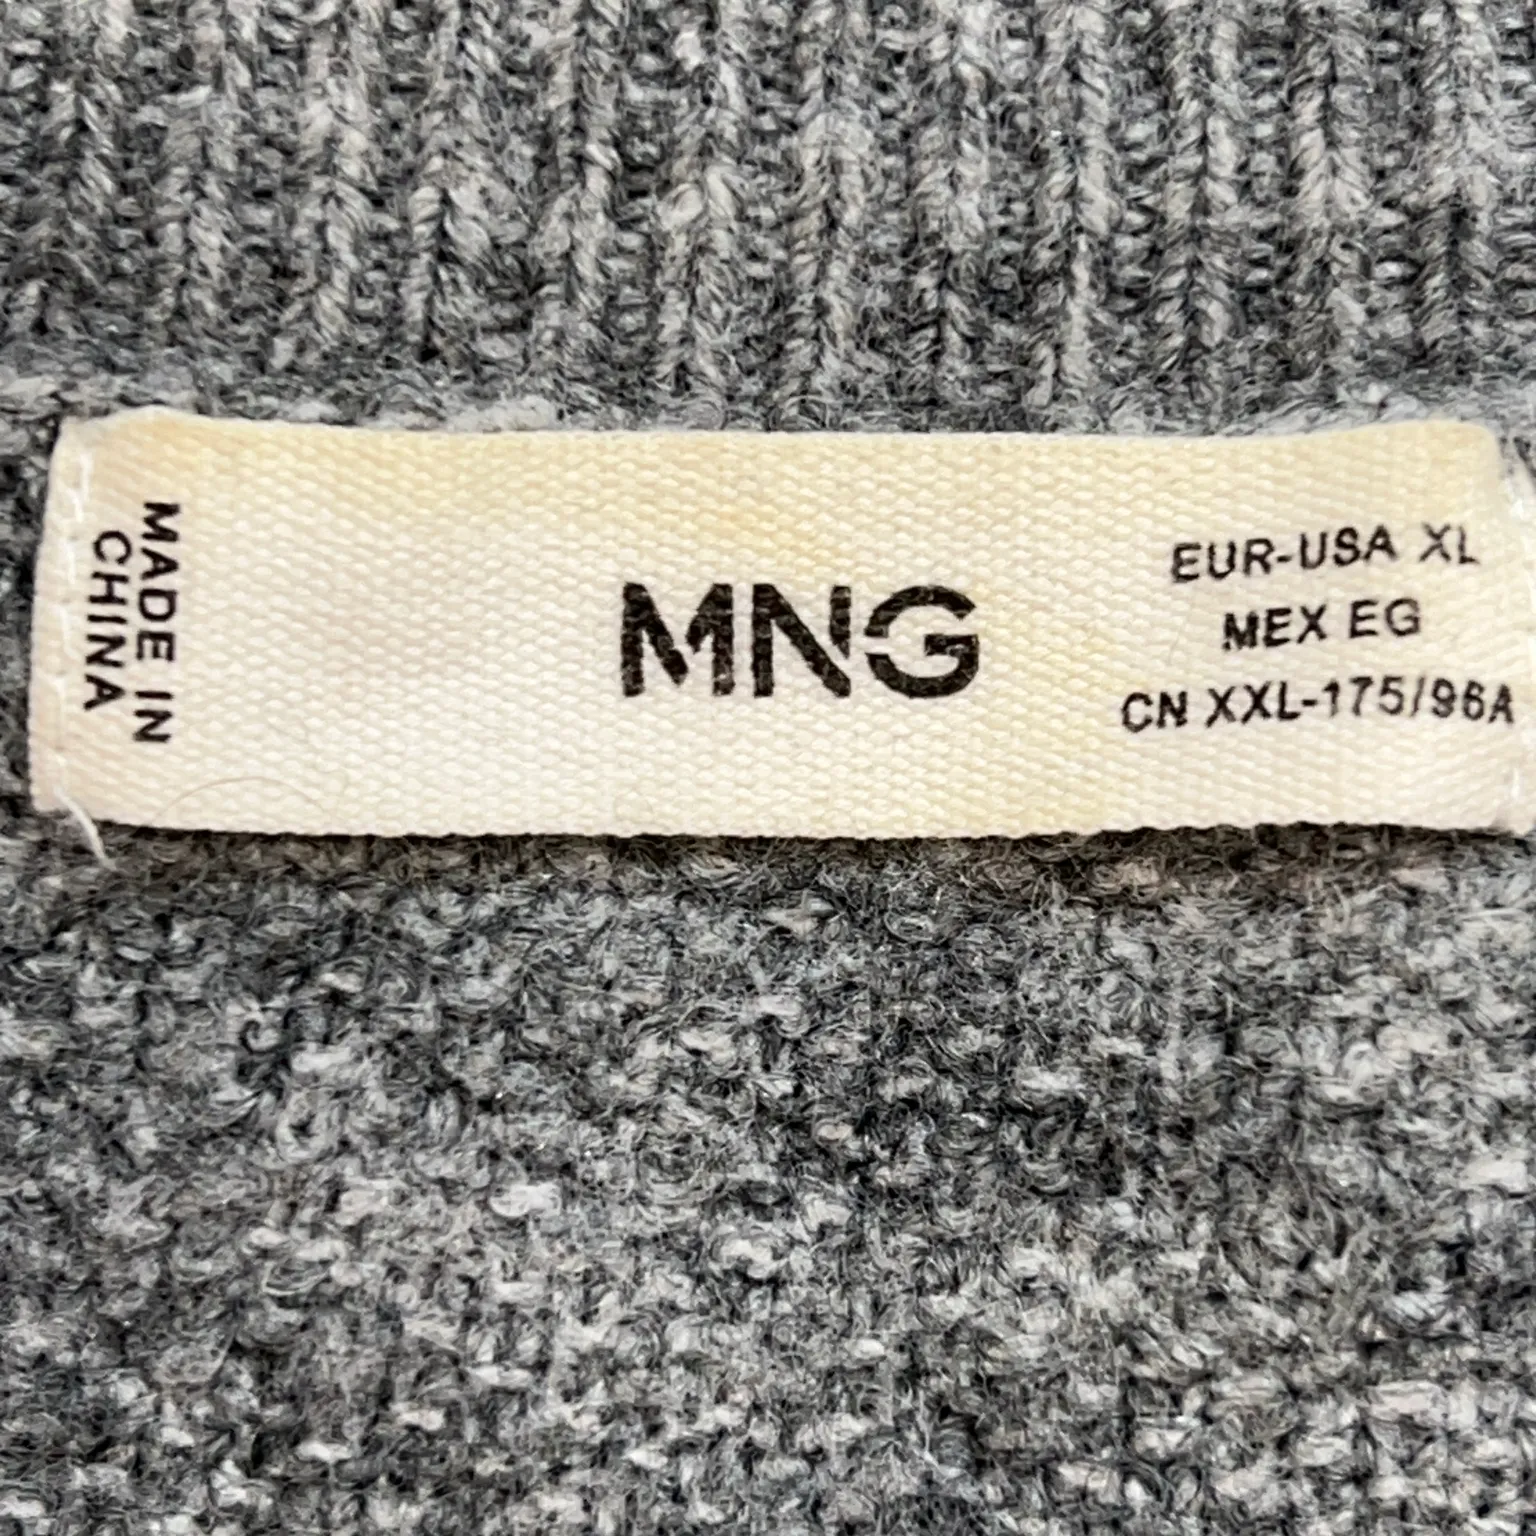 MADE IN
CHINA
MNG
EUR-USA XL
MEX EG
CN XXL-175/96A